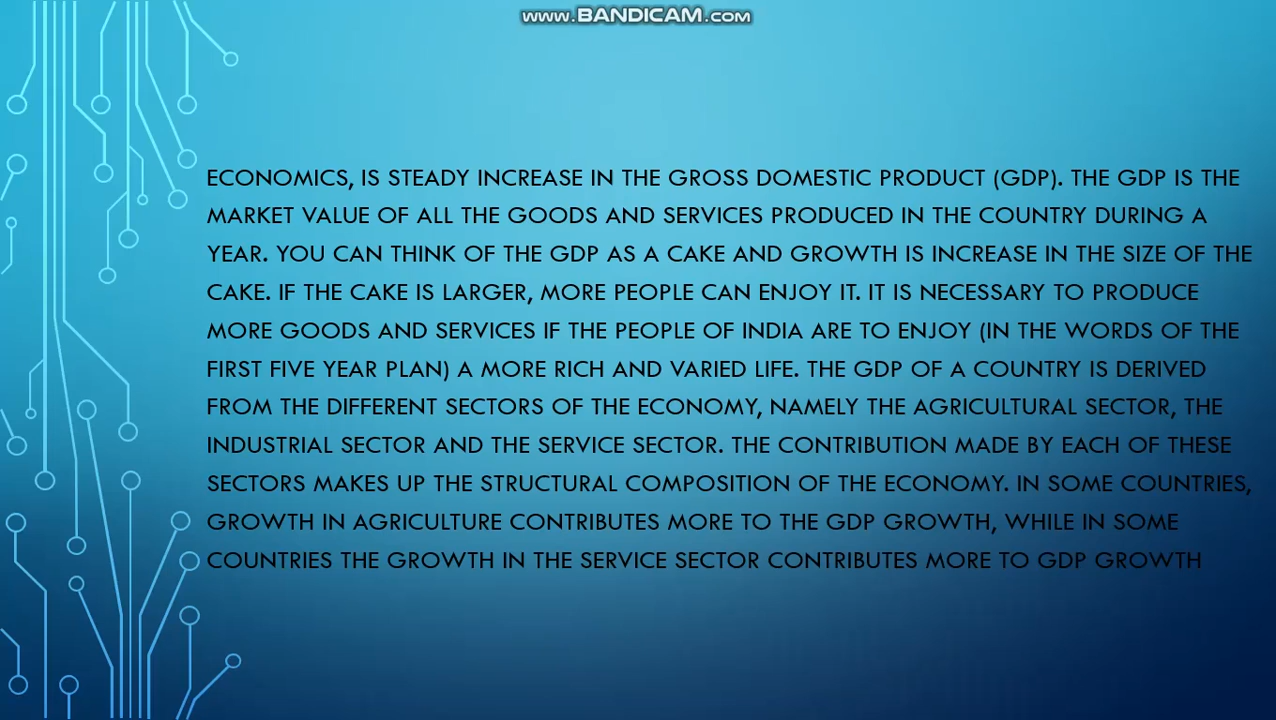 www.BANDICAM.com
ECONOMICS, IS STEADY INCREASE IN THE GROSS DOMESTIC PRODUCT (GDP). THE GDP IS THE
MARKET VALUE OF ALL THE GOODS AND SERVICES PRODUCED IN THE COUNTRY DURING A
YEAR. YOU CAN THINK OF THE GDP AS A CAKE AND GROWTH IS INCREASE IN THE SIZE OF THE
CAKE. IF THE CAKE IS LARGER, MORE PEOPLE CAN ENJOY IT. IT IS NECESSARY TO PRODUCE
MORE GOODS AND SERVICES IF THE PEOPLE OF INDIA ARE TO ENJOY (IN THE WORDS OF THE
FIRST FIVE YEAR PLAN) A MORE RICH AND VARIED LIFE. THE GDP OF A COUNTRY IS DERIVED
FROM THE DIFFERENT SECTORS OF THE ECONOMY, NAMELY THE AGRICULTURAL SECTOR, THE
INDUSTRIAL SECTOR AND THE SERVICE SECTOR. THE CONTRIBUTION MADE BY EACH OF THESE
SECTORS MAKES UP THE STRUCTURAL COMPOSITION OF THE ECONOMY. IN SOME COUNTRIES,
GROWTH IN AGRICULTURE CONTRIBUTES MORE TO THE GDP GROWTH, WHILE IN SOME
COUNTRIES THE GROWTH IN THE SERVICE SECTOR CONTRIBUTES MORE TO GDP GROWTH